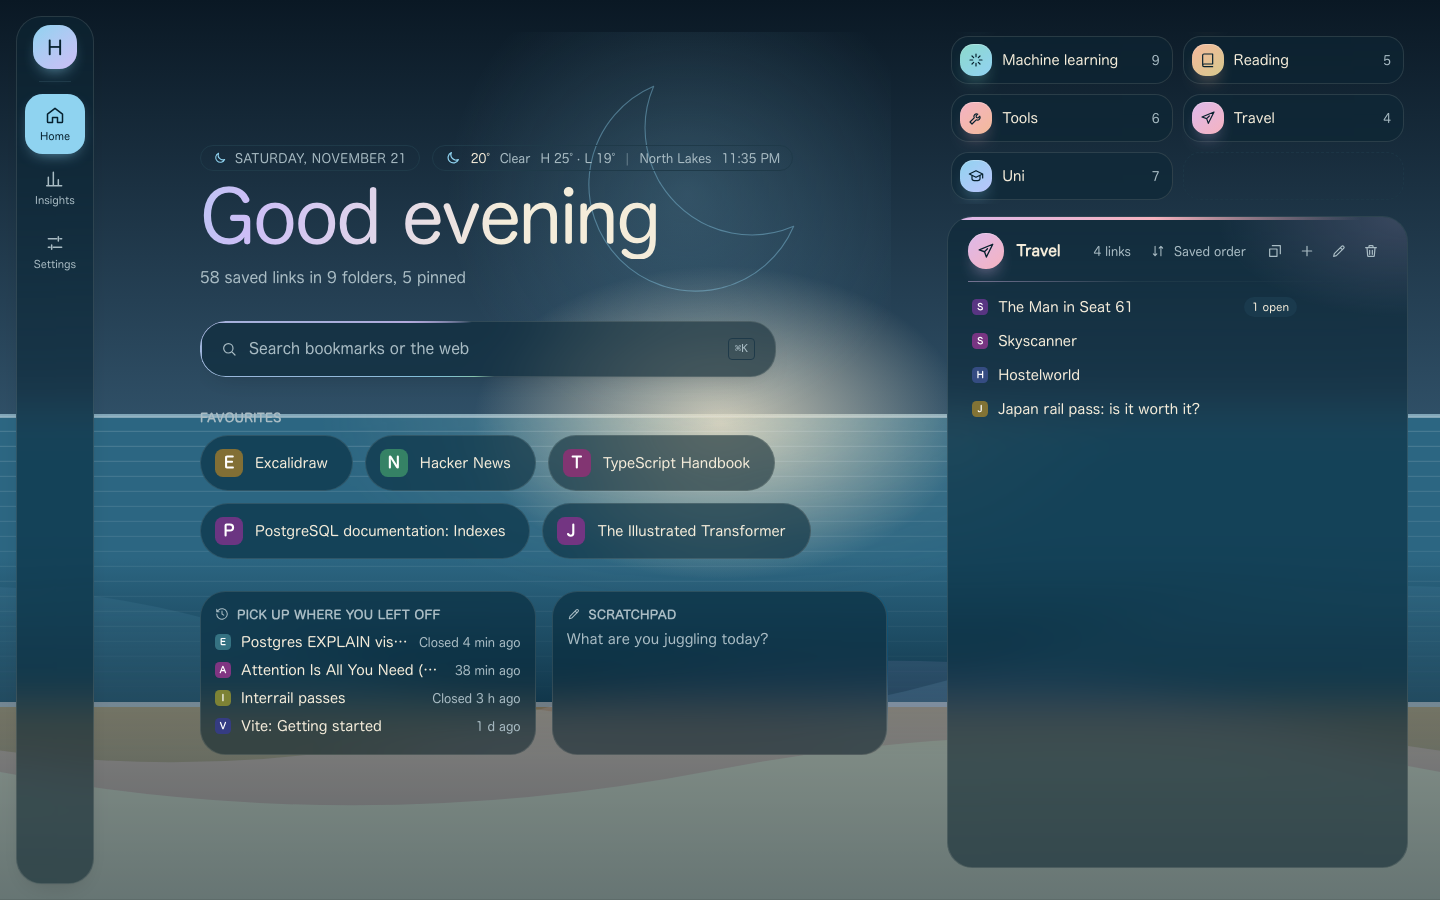 H
Home
Insights
Settings
SATURDAY, NOVEMBER 21
20° Clear H 25° · L 19° | North Lakes 11:35 PM
Good evening
58 saved links in 9 folders, 5 pinned
Search bookmarks or the web ⌘K
FAVOURITES
E Excalidraw
N Hacker News
T TypeScript Handbook
P PostgreSQL documentation: Indexes
J The Illustrated Transformer
PICK UP WHERE YOU LEFT OFF
E Postgres EXPLAIN vis··· Closed 4 min ago
A Attention Is All You Need (··· 38 min ago
I Interrail passes Closed 3 h ago
V Vite: Getting started 1 d ago
SCRATCHPAD
What are you juggling today?
Machine learning 9
Reading 5
Tools 6
Travel 4
Uni 7
Travel 4 links Saved order
S The Man in Seat 61 1 open
S Skyscanner
H Hostelworld
J Japan rail pass: is it worth it?